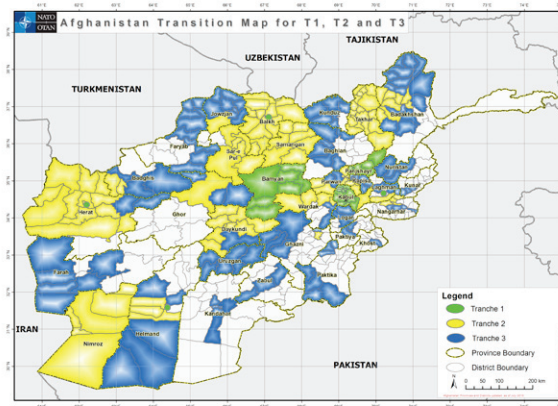 NATO
OTAN
Afghanistan Transition Map for T1, T2 and T3
TAJIKISTAN
UZBEKISTAN
TURKMENISTAN
Jowzjan
Balkh
Kunduz
Takhar
Badakhshan
Faryab
Sar-e
Pol
Samangan
Baghlan
Badghis
Bamyan
Panjshayr
Nuristan
Kunar
Laghman
Parwan
Kapisa
Kabul
Herat
Ghor
Wardak
Nangarhar
Daykundi
Logar
Paktya
Khost
Ghazni
Uruzgan
Farah
Paktika
Zabul
Kandahar
Nimroz
Helmand
IRAN
PAKISTAN
Legend
Tranche 1
Tranche 2
Tranche 3
Province Boundary
District Boundary
N
0 50 100 200 km